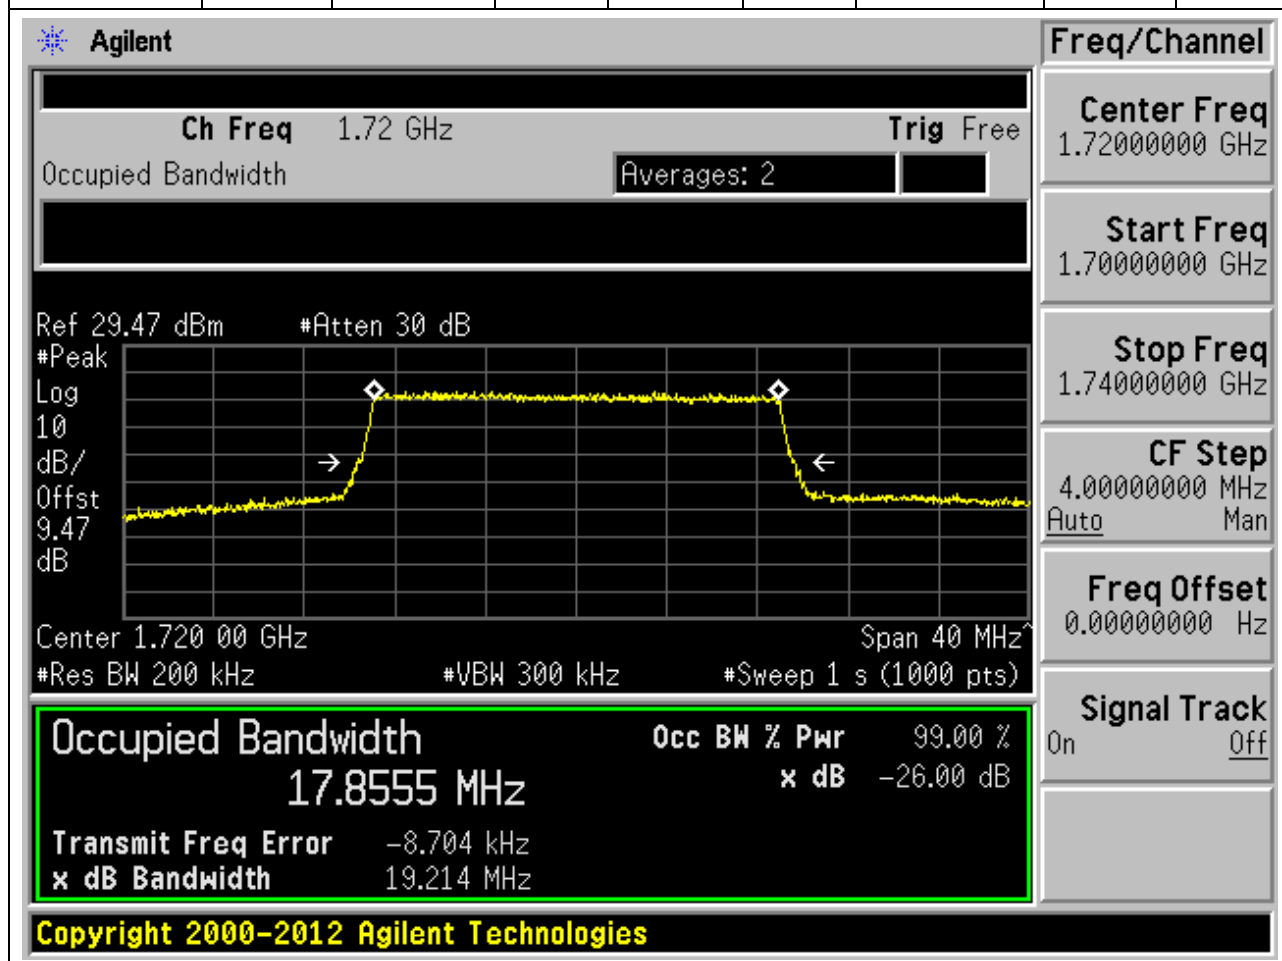 Agilent
Freq/Channel
Ch Freq 1.72 GHz Trig Free
Occupied Bandwidth Averages: 2
Center Freq
1.72000000 GHz
Start Freq
1.70000000 GHz
Stop Freq
1.74000000 GHz
CF Step
4.00000000 MHz
Auto Man
Freq Offset
0.00000000 Hz
Signal Track
On Off
Ref 29.47 dBm #Atten 30 dB
#Peak
Log
10
dB/
Offst
9.47
dB
Center 1.720 00 GHz Span 40 MHz^
#Res BW 200 kHz #VBW 300 kHz #Sweep 1 s (1000 pts)
Occupied Bandwidth Occ BW % Pwr 99.00 %
17.8555 MHz x dB -26.00 dB
Transmit Freq Error -8.704 kHz
x dB Bandwidth 19.214 MHz
Copyright 2000-2012 Agilent Technologies